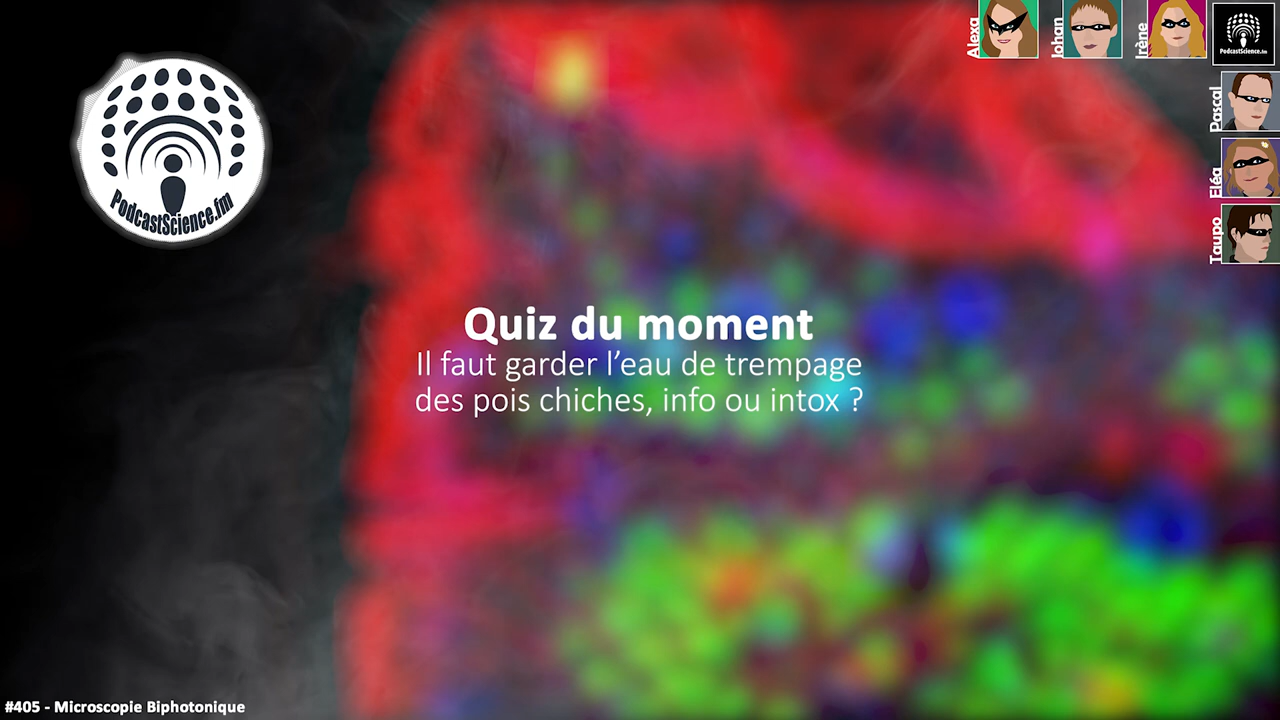 PodcastScience.fm
Alexa
Johan
Irène
PodcastScience.fm
Pascal
Eléa
Taupo
Quiz du moment
Il faut garder l’eau de trempage
des pois chiches, info ou intox ?
#405 - Microscopie Biphotonique